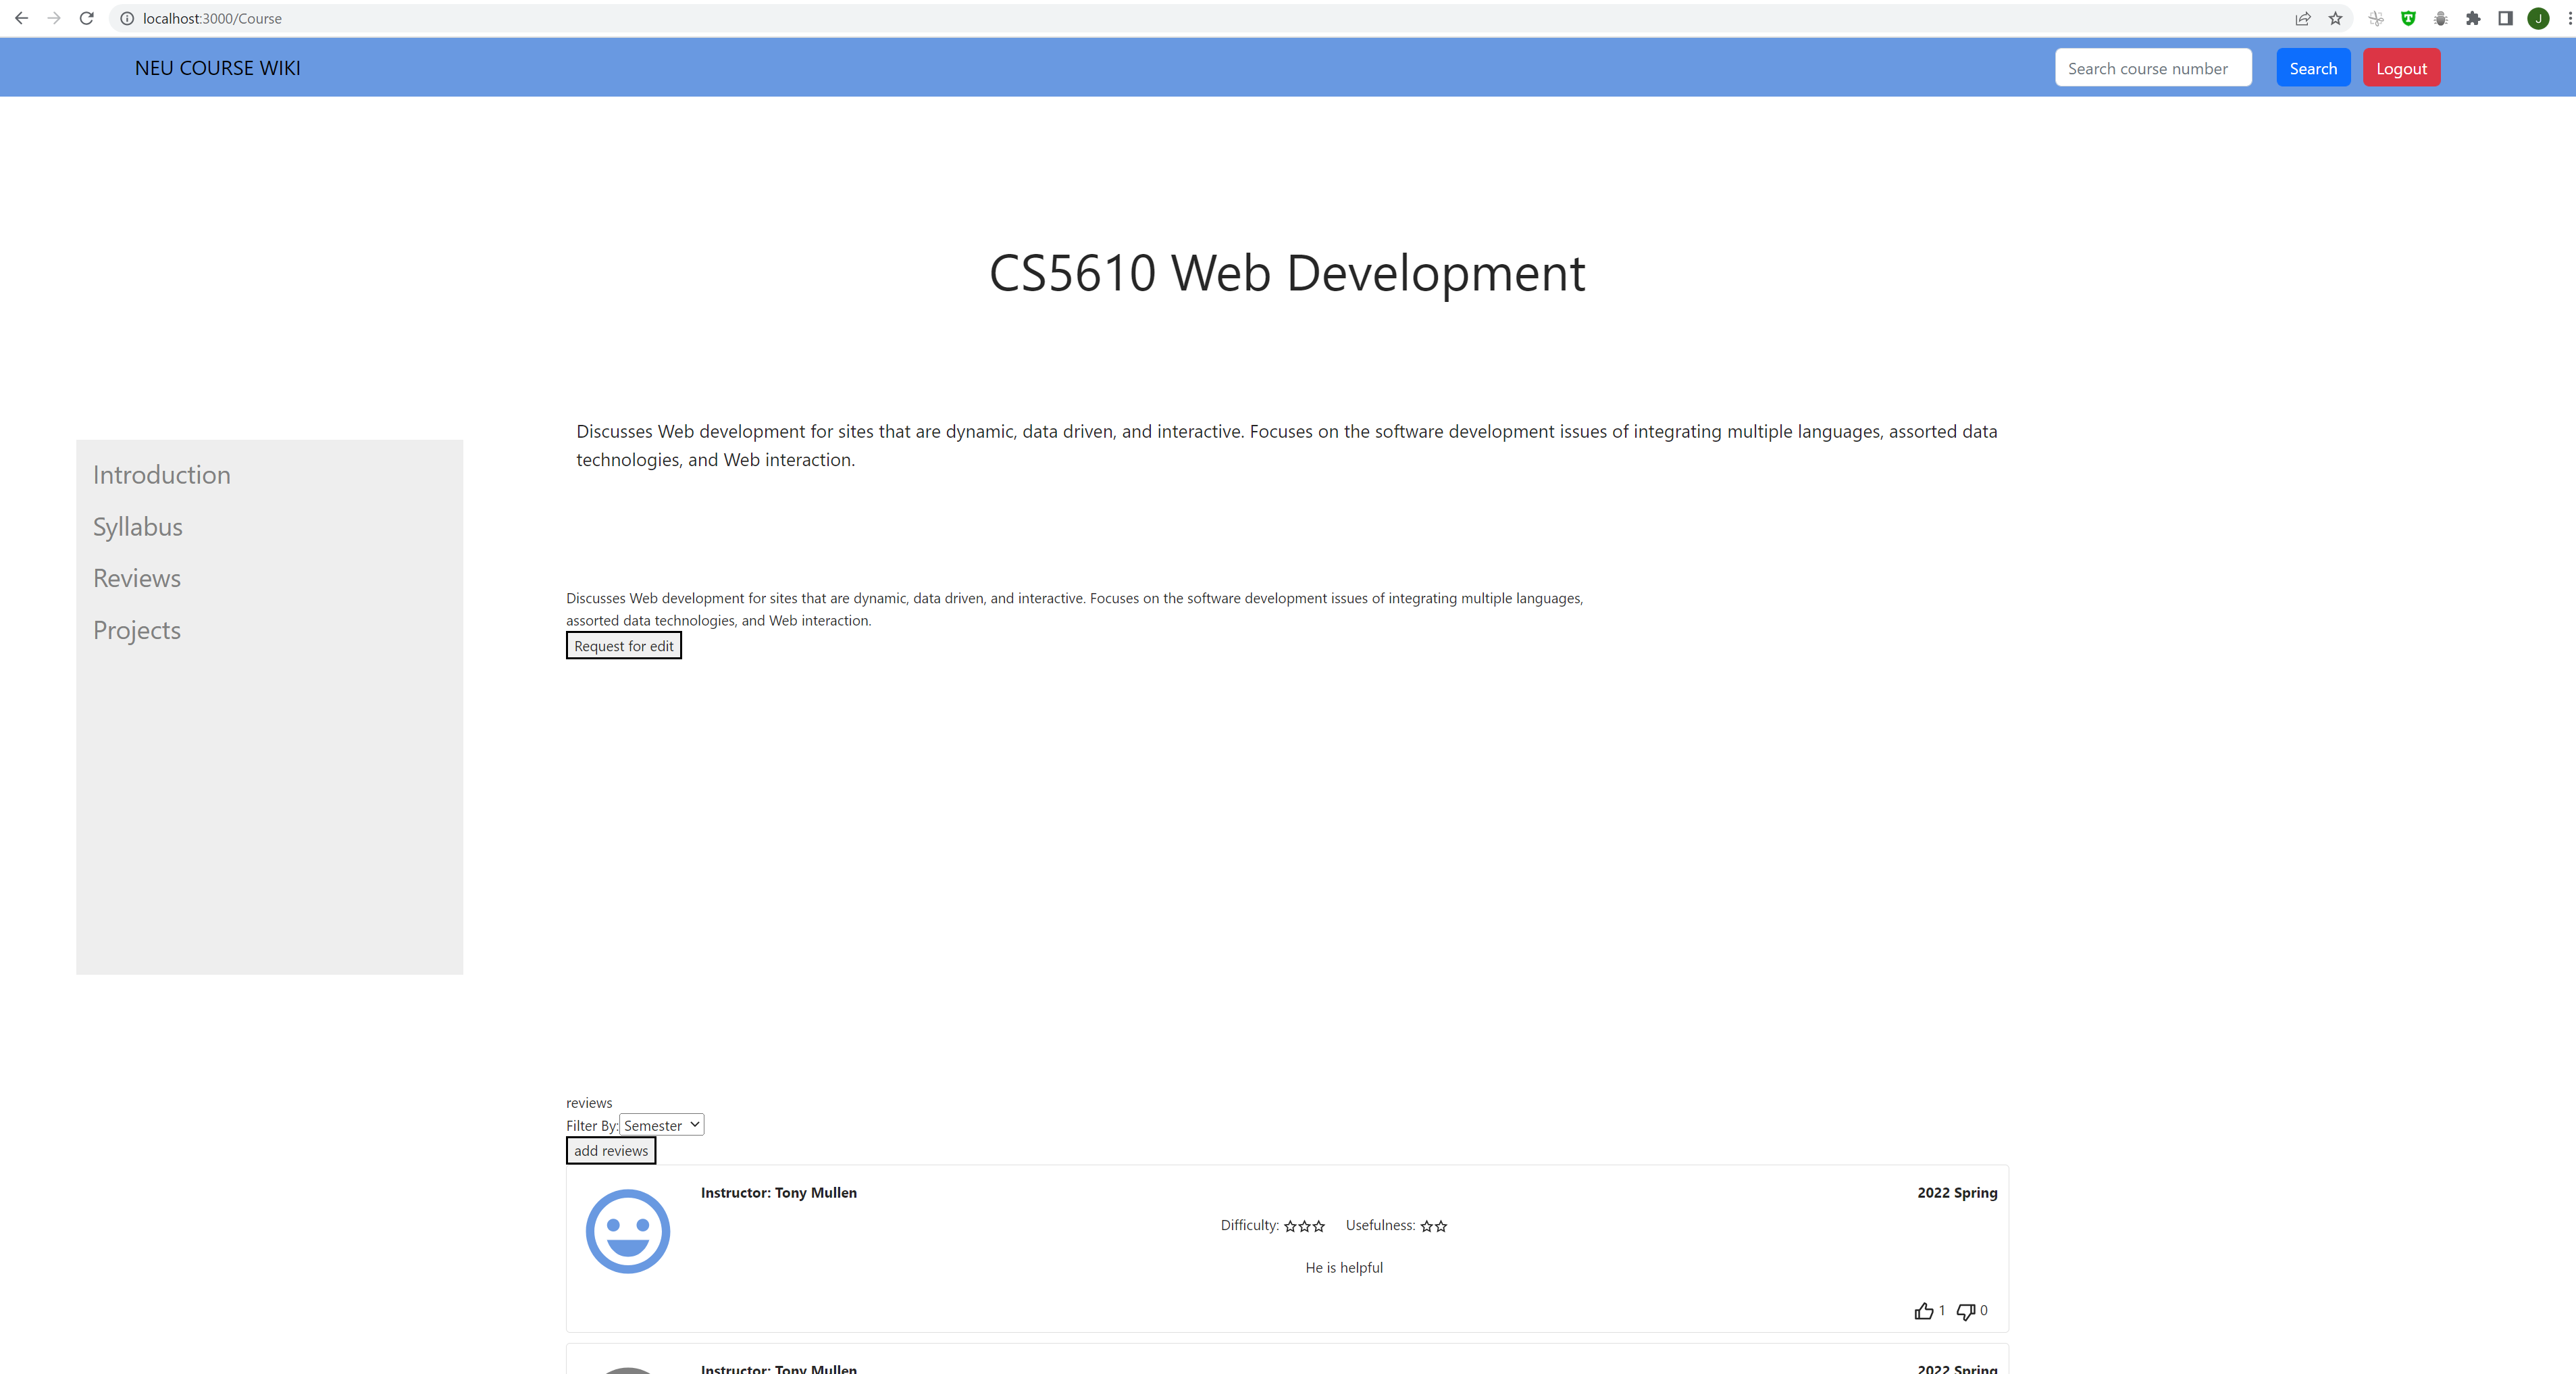 localhost:3000/Course
J
NEU COURSE WIKI
Search course number
Search
Logout
CS5610 Web Development
Discusses Web development for sites that are dynamic, data driven, and interactive. Focuses on the software development issues of integrating multiple languages, assorted data
technologies, and Web interaction.
Introduction
Syllabus
Reviews
Projects
Discusses Web development for sites that are dynamic, data driven, and interactive. Focuses on the software development issues of integrating multiple languages,
assorted data technologies, and Web interaction.
Request for edit
reviews
Filter By: Semester
add reviews
Instructor: Tony Mullen
2022 Spring
Difficulty:
Usefulness:
He is helpful
1
0
Instructor: Tony Mullen
2022 Spring